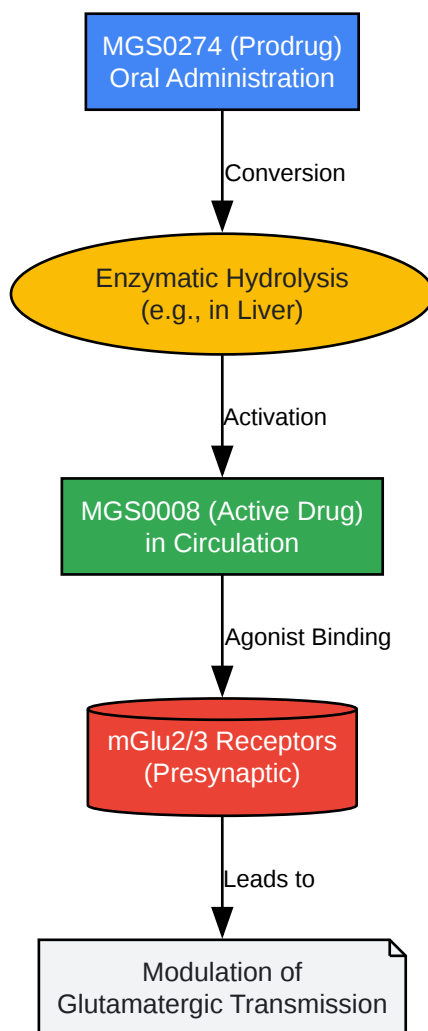 MGS0274 (Prodrug)
Oral Administration
Conversion
Enzymatic Hydrolysis
(e.g., in Liver)
Activation
MGS0008 (Active Drug)
in Circulation
Agonist Binding
mGlu2/3 Receptors
(Presynaptic)
Leads to
Modulation of
Glutamatergic Transmission